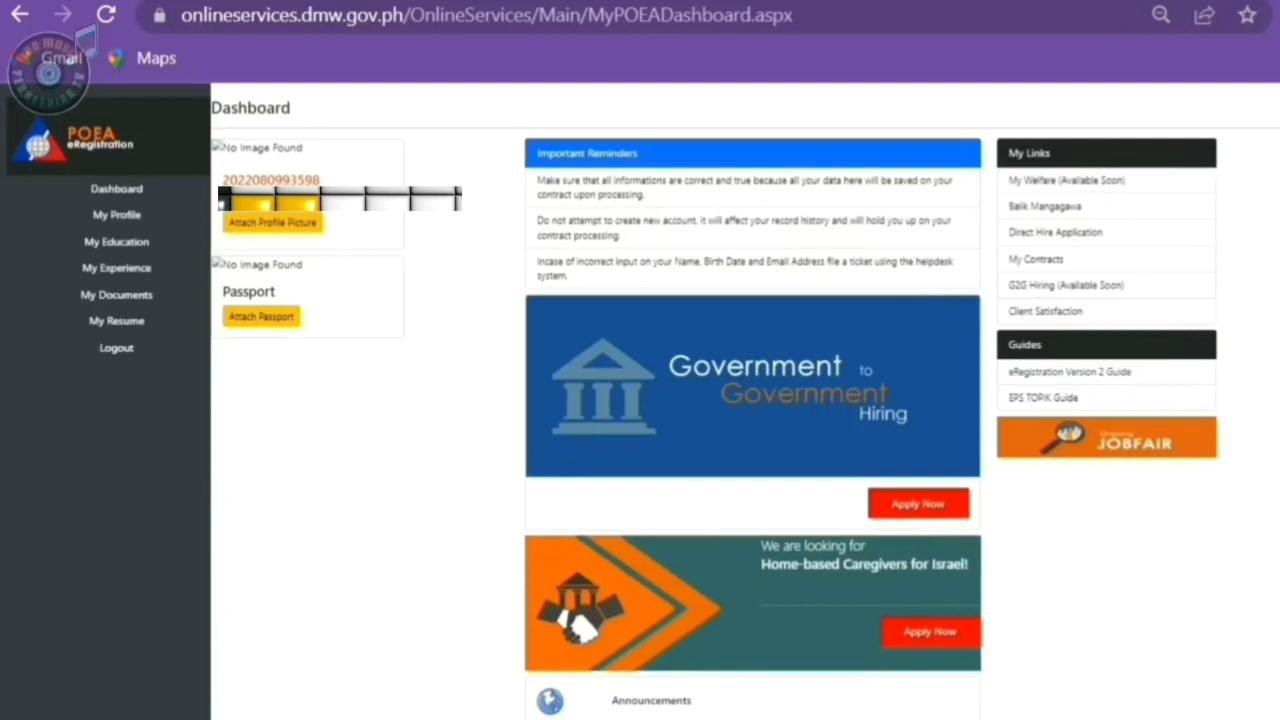 onlineservices.dmw.gov.ph/OnlineServices/Main/MyPOEADashboard.aspx
Gmail
Maps
POEA
eRegistration
Dashboard
My Profile
My Education
My Experience
My Documents
My Resume
Logout
Dashboard
No Image Found
2022080993598
Attach Profile Picture
No Image Found
Passport
Attach Passport
Important Reminders
Make sure that all informations are correct and true because all your data here will be saved on your
contract upon processing.
Do not attempt to create new account, it will affect your record history and will hold you up on your
contract processing.
Incase of incorrect input on your Name, Birth Date and Email Address file a ticket using the helpdesk
system.
Government to
Government
Hiring
Apply Now
We are looking for
Home-based Caregivers for Israel!
Apply Now
Announcements
My Links
My Welfare (Available Soon)
Balik Mangagawa
Direct Hire Application
My Contracts
G2G Hiring (Available Soon)
Client Satisfaction
Guides
eRegistration Version 2 Guide
EPS TOPIK Guide
JOBFAIR